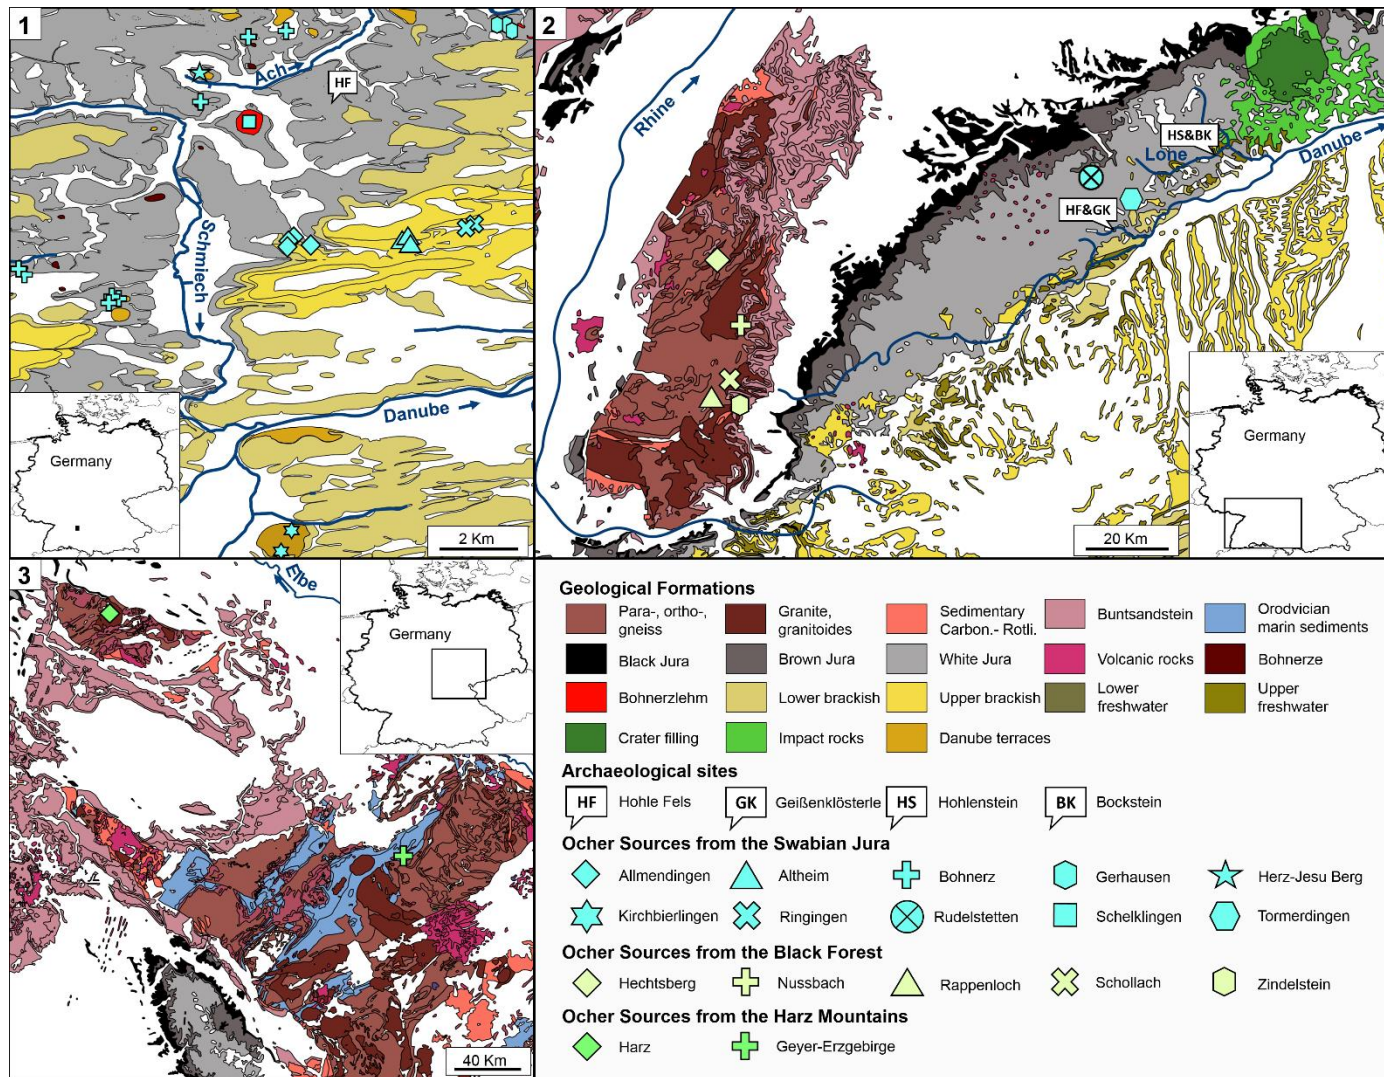 1
Ach
HF
Schmiech
Danube
Germany
2 Km
2
Rhine
HS&BK
Lone
Danube
HF&GK
Germany
20 Km
3
Elbe
Germany
40 Km
Geological Formations
Para-, ortho-,
gneiss
Granite,
granitoides
Sedimentary
Carbon.- Rotli.
Buntsandstein
Orodvician
marin sediments
Black Jura
Brown Jura
White Jura
Volcanic rocks
Bohnerze
Bohnerzlehm
Lower brackish
Upper brackish
Lower
freshwater
Upper
freshwater
Crater filling
Impact rocks
Danube terraces
Archaeological sites
HF Hohle Fels
GK Geißenklösterle
HS Hohlenstein
BK Bockstein
Ocher Sources from the Swabian Jura
Allmendingen
Altheim
Bohnerz
Gerhausen
Herz-Jesu Berg
Kirchbierlingen
Ringingen
Rudelstetten
Schelklingen
Tormerdingen
Ocher Sources from the Black Forest
Hechtsberg
Nussbach
Rappenloch
Schollach
Zindelstein
Ocher Sources from the Harz Mountains
Harz
Geyer-Erzgebirge